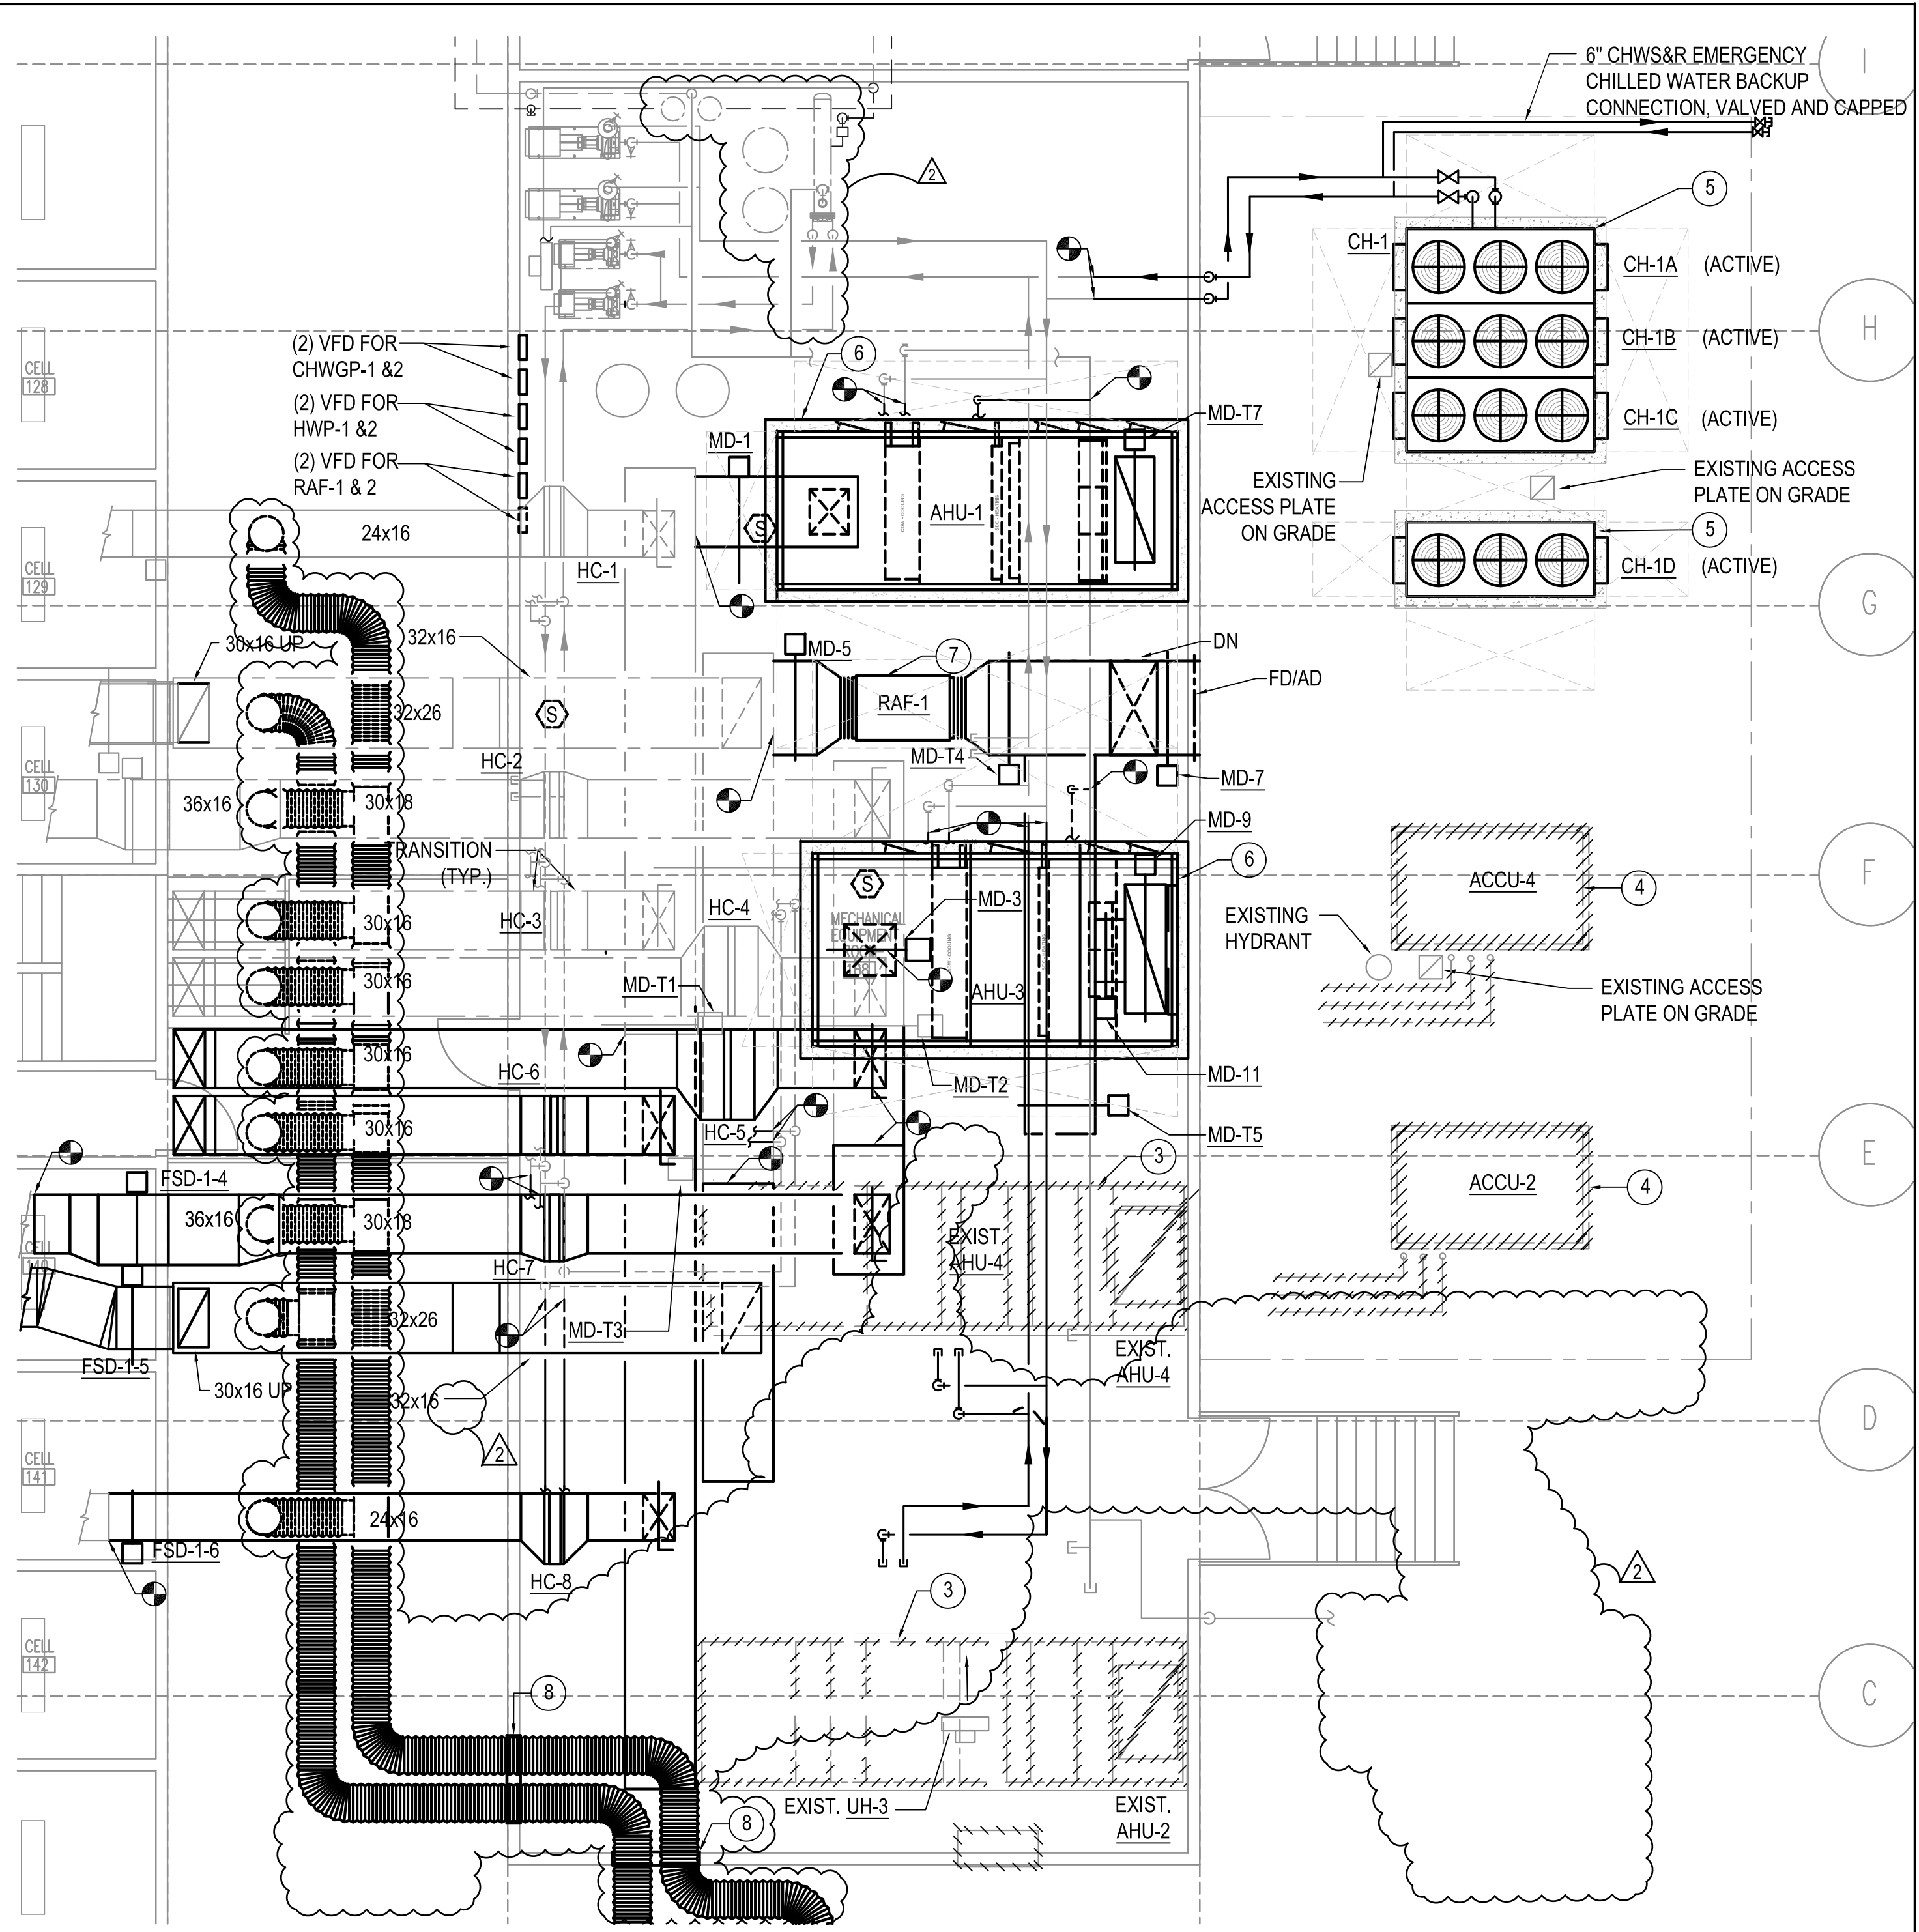 6" CHWS&R EMERGENCY
CHILLED WATER BACKUP
CONNECTION, VALVED AND CAPPED
I
2
5
CH-1
CH-1A (ACTIVE)
H
CH-1B (ACTIVE)
CH-1C (ACTIVE)
(2) VFD FOR
CHWGP-1 &2
(2) VFD FOR
HWP-1 &2
(2) VFD FOR
RAF-1 & 2
CELL
128
6
MD-1
MD-T7
EXISTING
ACCESS PLATE
ON GRADE
EXISTING ACCESS
PLATE ON GRADE
24x16
S
AHU-1
CDW - COOLING
5
CH-1D (ACTIVE)
HC-1
CELL
129
G
30x16 UP
32x16
MD-5
7
DN
FD/AD
RAF-1
32x26
S
CELL
130
HC-2
MD-T4
MD-7
36x16
30x18
MD-9
TRANSITION
(TYP.)
6
S
F
ACCU-4
4
30x16
HC-3
HC-4
MD-3
MECHANICAL
EQUIPMENT
EXISTING
HYDRANT
30x16
MD-T1
AHU-3
EXISTING ACCESS
PLATE ON GRADE
30x16
HC-6
MD-T2
MD-11
30x16
HC-5
MD-T5
E
3
FSD-1-4
ACCU-2
4
36x16
30x18
EXIST.
AHU-4
CELL
140
HC-7
32x26
MD-T3
FSD-1-5
EXIST.
AHU-4
30x16 UP
32x16
D
2
CELL
141
24x16
FSD-1-6
HC-8
3
2
CELL
142
8
C
EXIST. UH-3
EXIST.
AHU-2
8